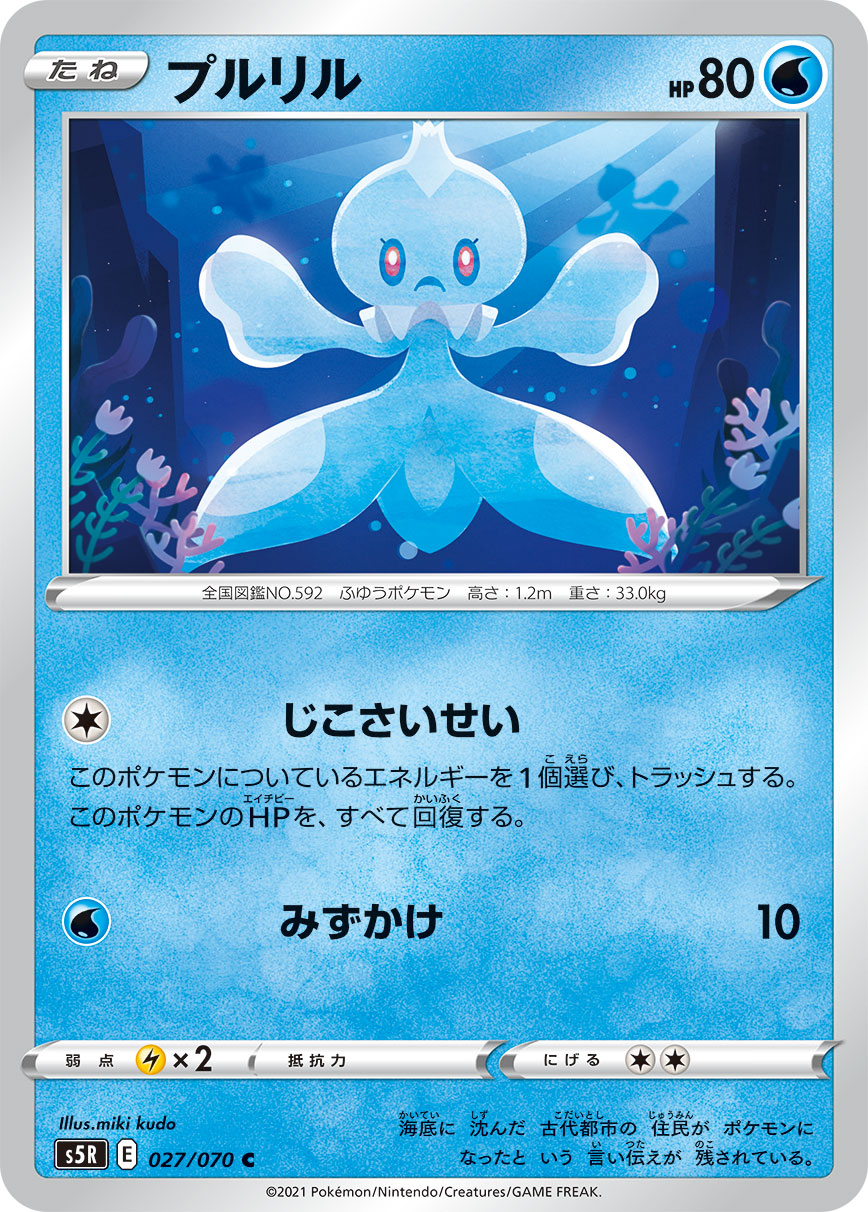 たね プルリル HP80
全国図鑑NO.592 ふゆうポケモン 高さ:1.2m 重さ:33.0kg
じこさいせい
このポケモンについているエネルギーを1個選び、トラッシュする。
このポケモンのHPを、すべて回復する。
みずかけ 10
弱点 ×2 抵抗力 にげる
Illus.miki kudo
海底に 沈んだ 古代都市の 住民が ポケモンに
なったと いう 言い伝えが 残されている。
s5R E 027/070 C
©2021 Pokémon/Nintendo/Creatures/GAME FREAK.